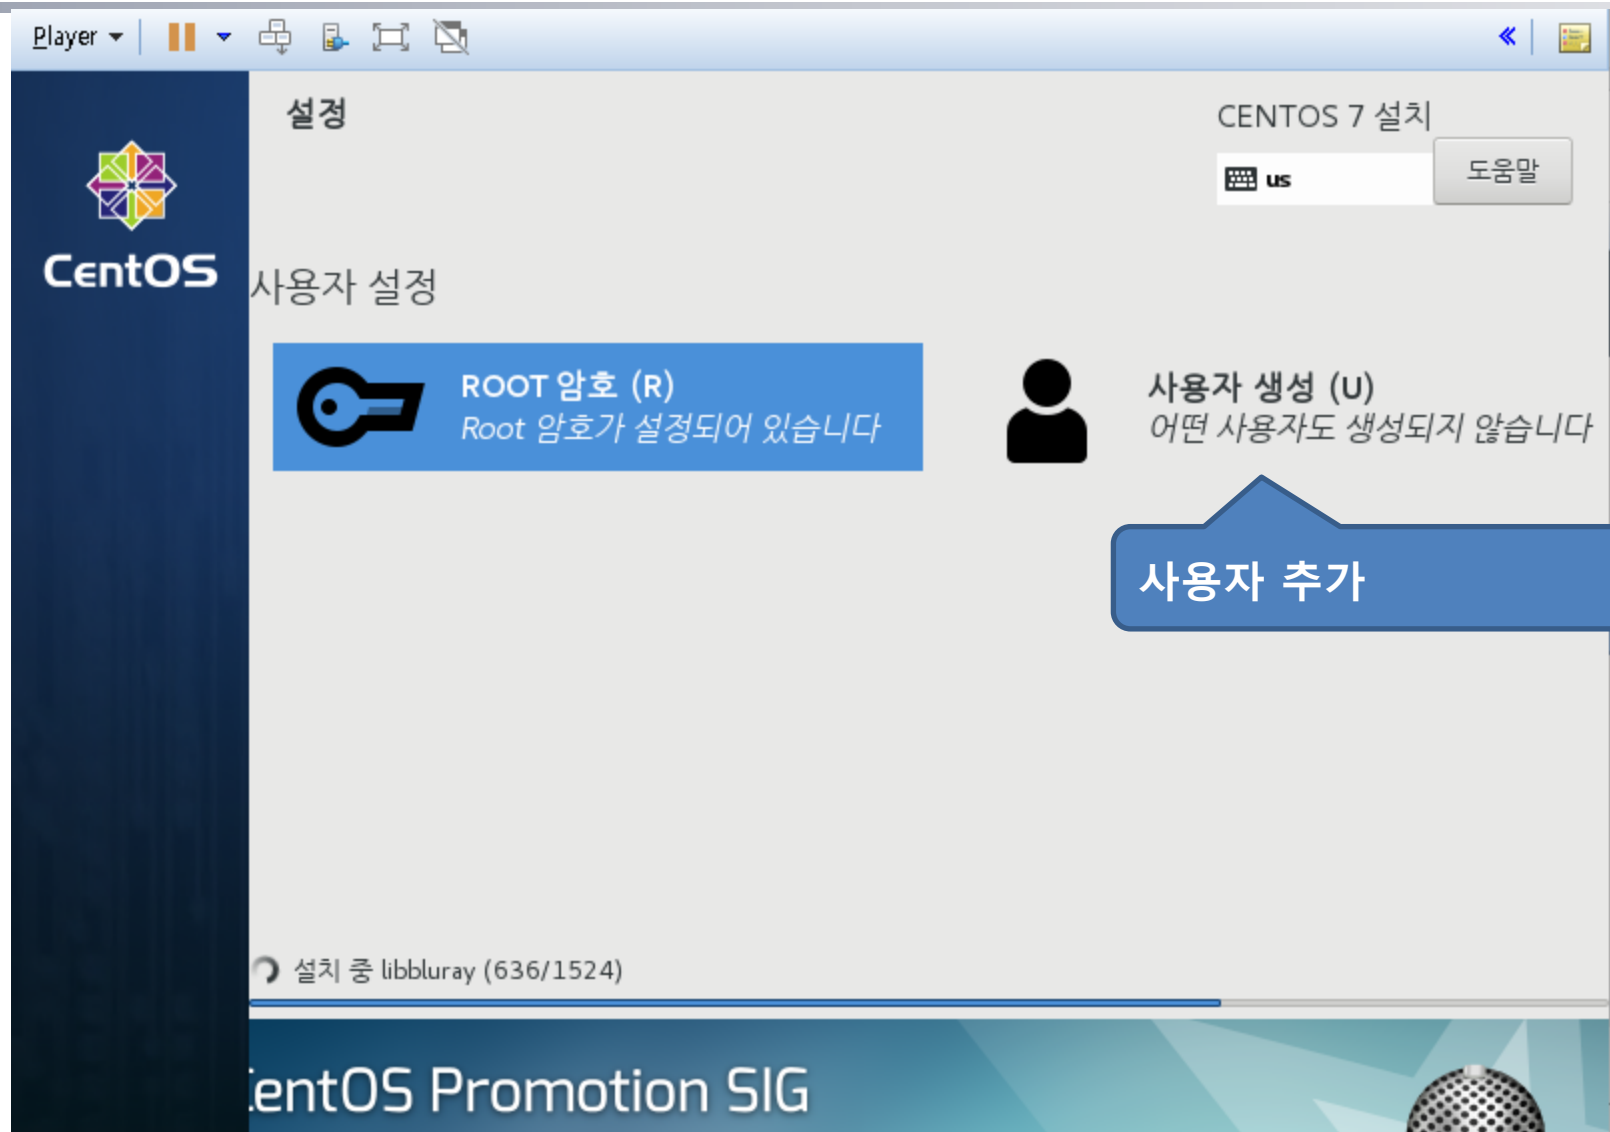 Player
설정
CENTOS 7 설치
us
도움말
CentOS
사용자 설정
ROOT 암호 (R)
Root 암호가 설정되어 있습니다
사용자 생성 (U)
어떤 사용자도 생성되지 않습니다
사용자 추가
설치 중 libbluray (636/1524)
CentOS Promotion SIG